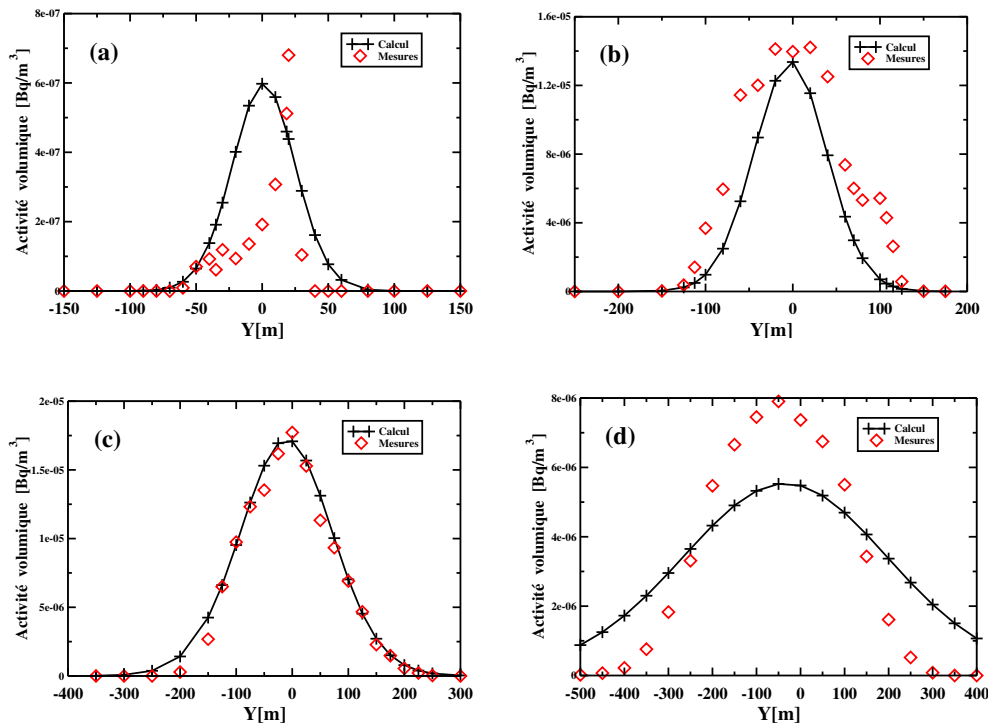 (a)
Calcul
Mesures
Activité volumique [Bq/m³]
8e-07
6e-07
4e-07
2e-07
0
-150 -100 -50 0 50 100 150
Y[m]
(b)
Calcul
Mesures
Activité volumique [Bq/m³]
1.6e-05
1.2e-05
8e-06
4e-06
0
-200 -100 0 100 200
Y[m]
(c)
Calcul
Mesures
Activité volumique [Bq/m³]
2e-05
1.5e-05
1e-05
5e-06
0
-400 -300 -200 -100 0 100 200 300
Y[m]
(d)
Calcul
Mesures
Activité volumique [Bq/m³]
8e-06
6e-06
4e-06
2e-06
0
-500 -400 -300 -200 -100 0 100 200 300 400
Y[m]